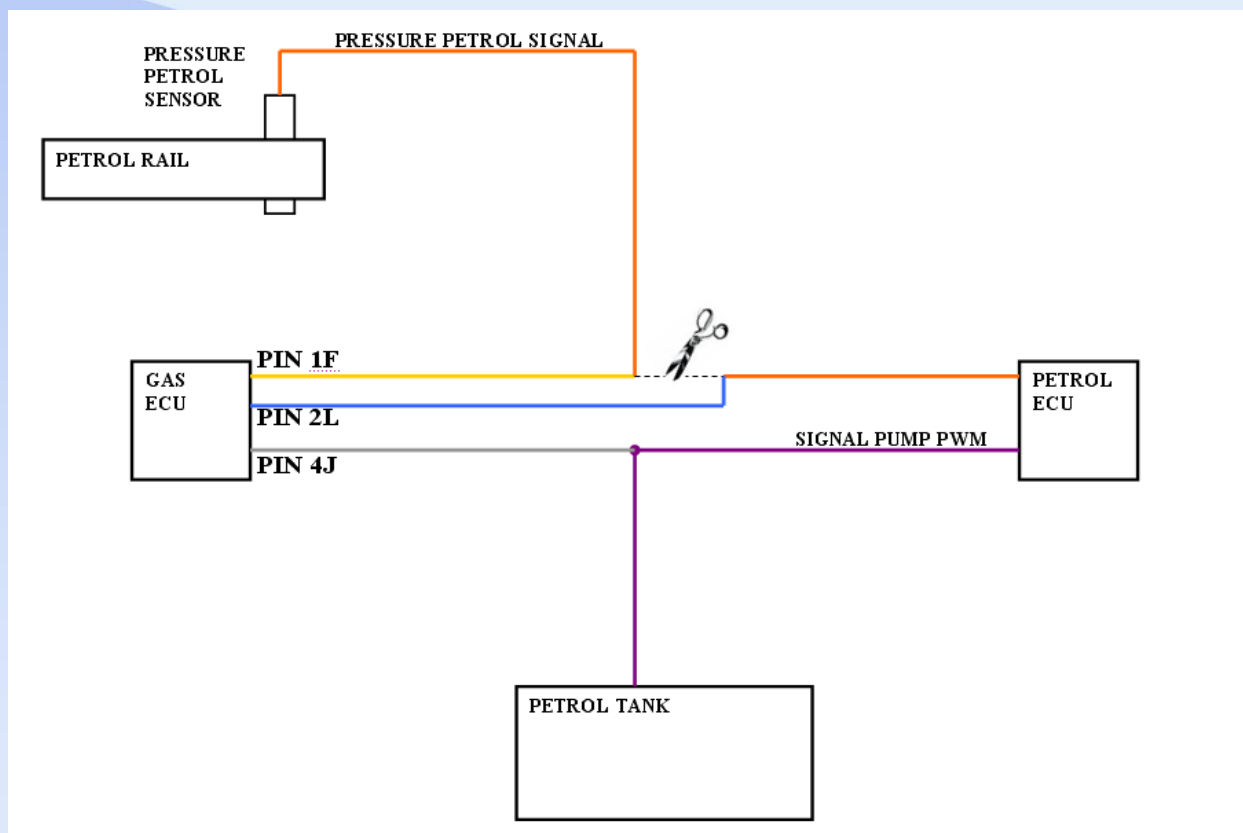 PRESSURE PETROL SIGNAL
PRESSURE
PETROL
SENSOR
PETROL RAIL
PIN 1F
GAS
ECU
PIN 2L
PIN 4J
PETROL
ECU
SIGNAL PUMP PWM
PETROL TANK